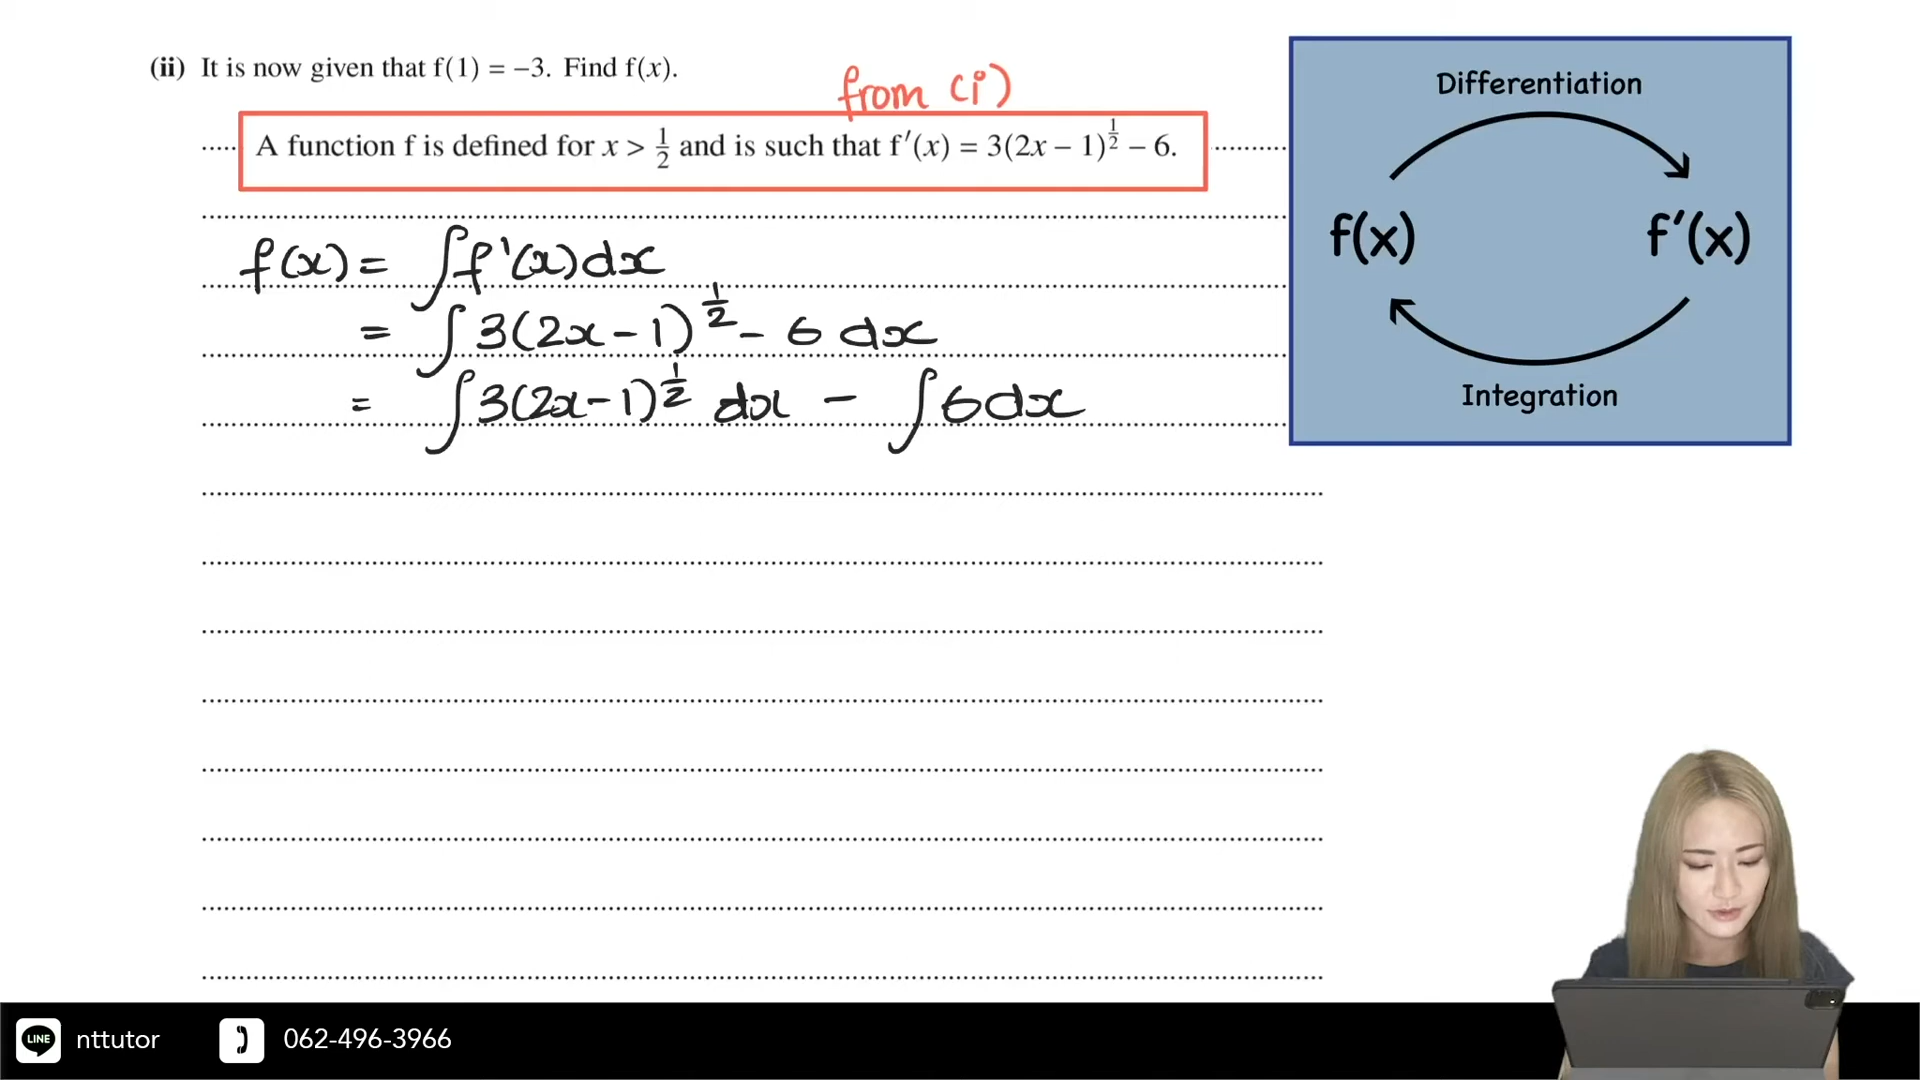 (ii) It is now given that f(1) = −3. Find f(x).
from (i)
A function f is defined for x > 1/2 and is such that f′(x) = 3(2x − 1)^(1/2) − 6.
f(x) = ∫f'(x)dx
= ∫3(2x−1)^(1/2) − 6 dx
= ∫3(2x−1)^(1/2) dx − ∫6dx
Differentiation
f(x) f′(x)
Integration
LINE nttutor 062-496-3966